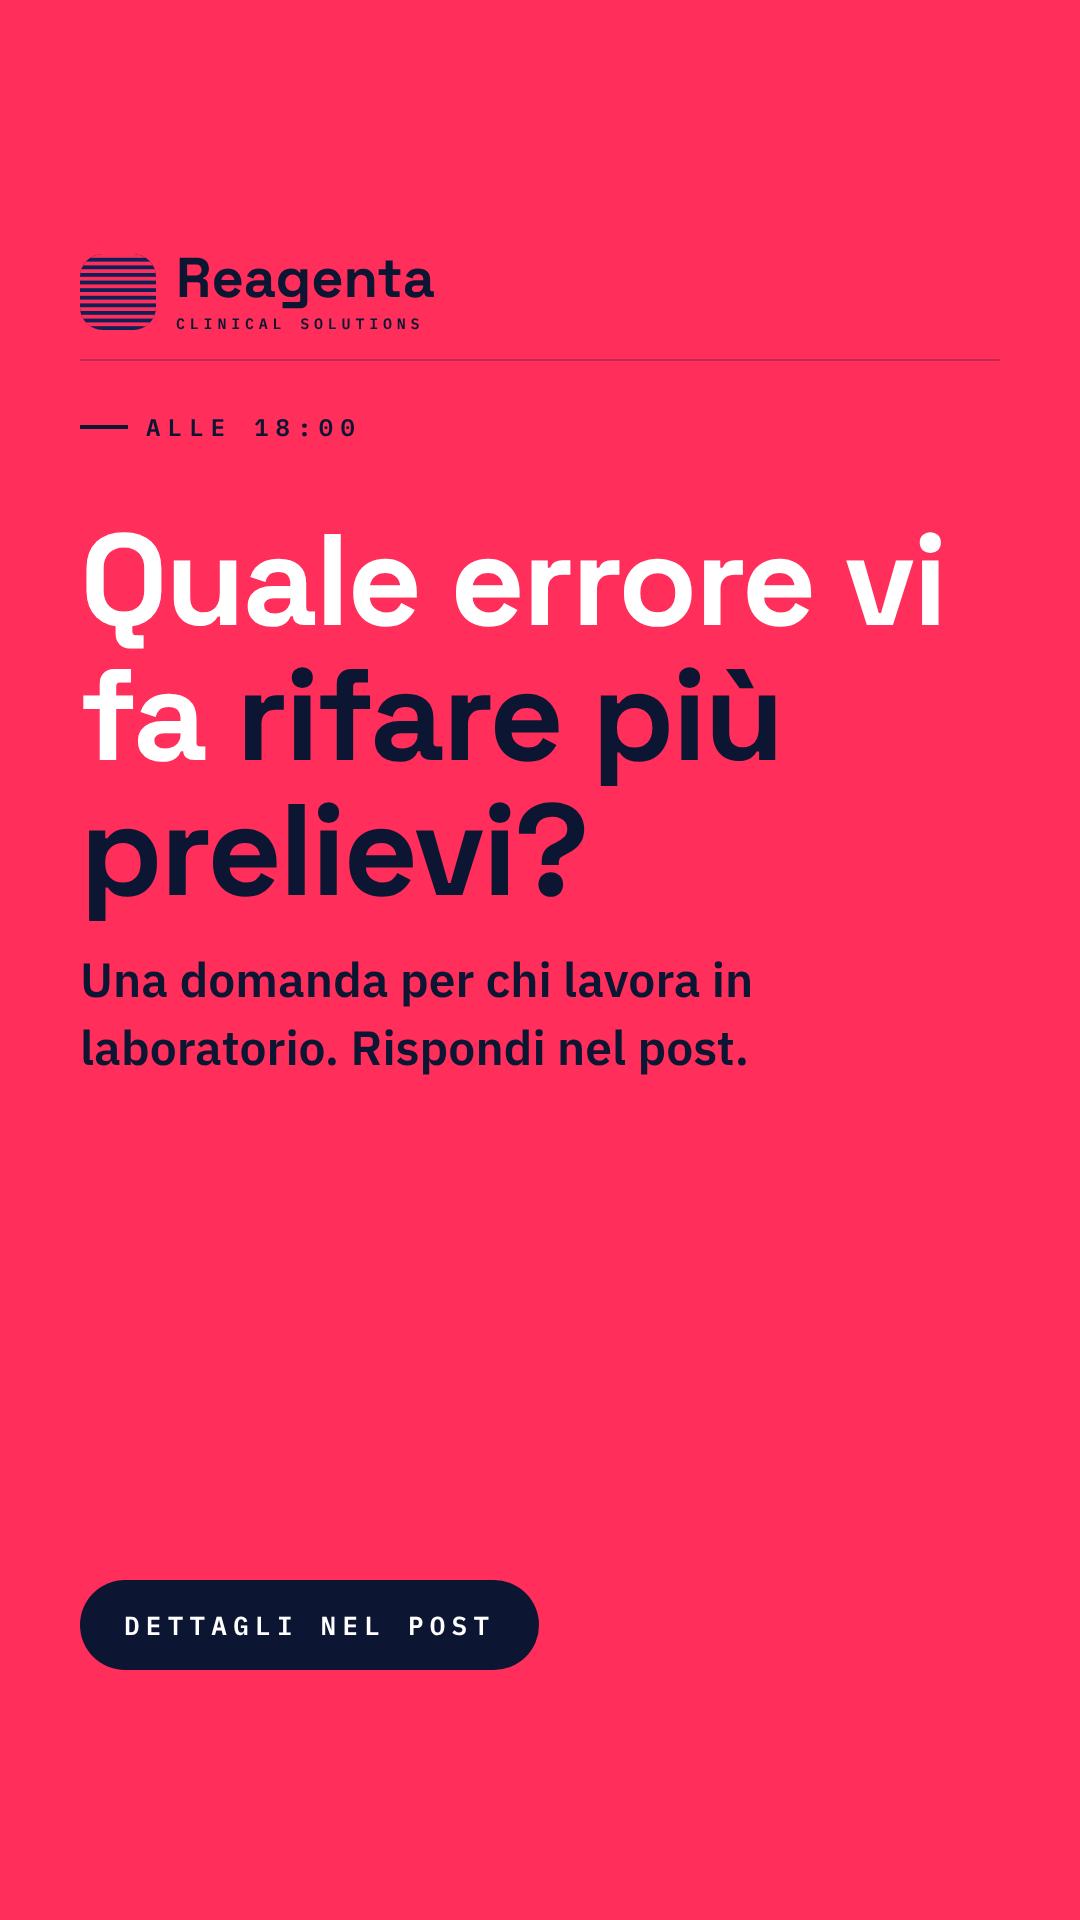 Reagenta
CLINICAL SOLUTIONS
ALLE 18:00
Quale errore vi
fa rifare più
prelievi?
Una domanda per chi lavora in
laboratorio. Rispondi nel post.
DETTAGLI NEL POST